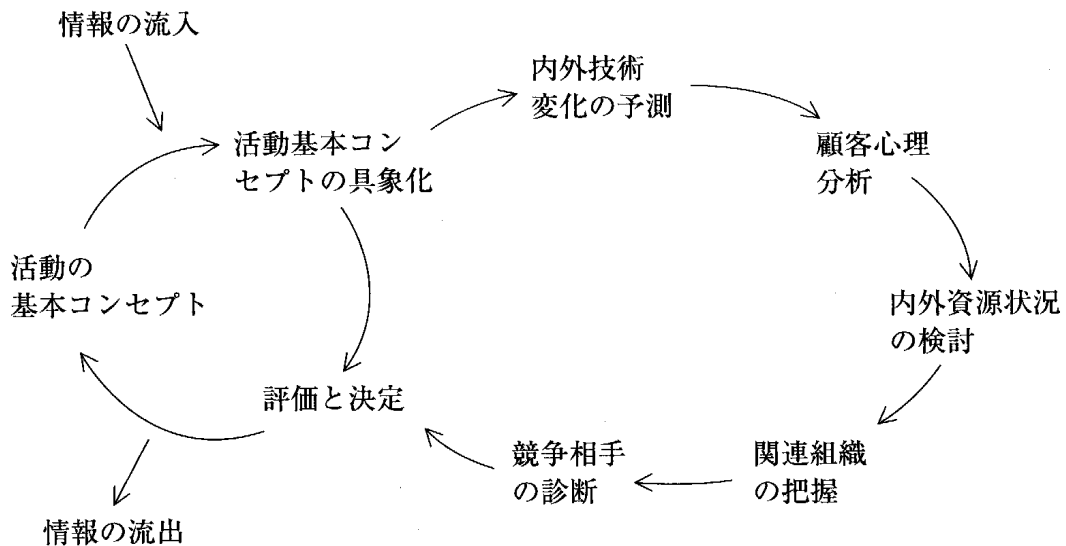 情報の流入
内外技術
変化の予測
活動基本コン
セプトの具象化
顧客心理
分析
活動の
基本コンセプト
内外資源状況
の検討
評価と決定
競争相手
の診断
関連組織
の把握
情報の流出